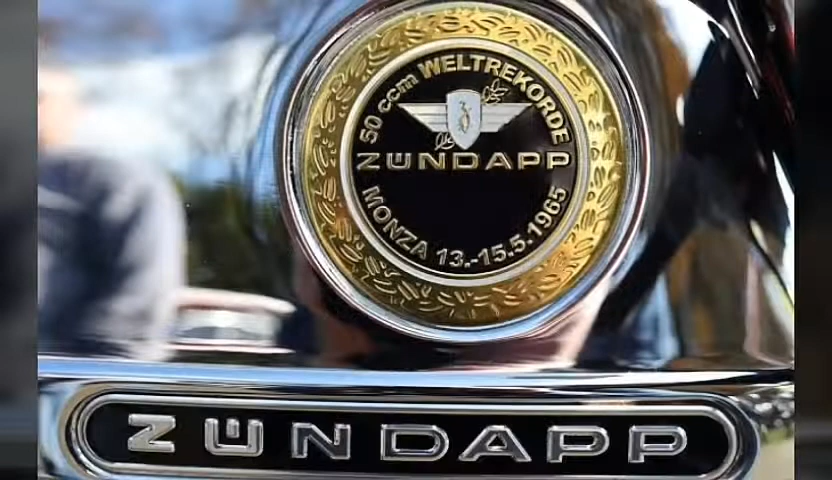 50 ccm WELTREKORDE
ZÜNDAPP
MONZA 13.-15.5.1965
ZÜNDAPP